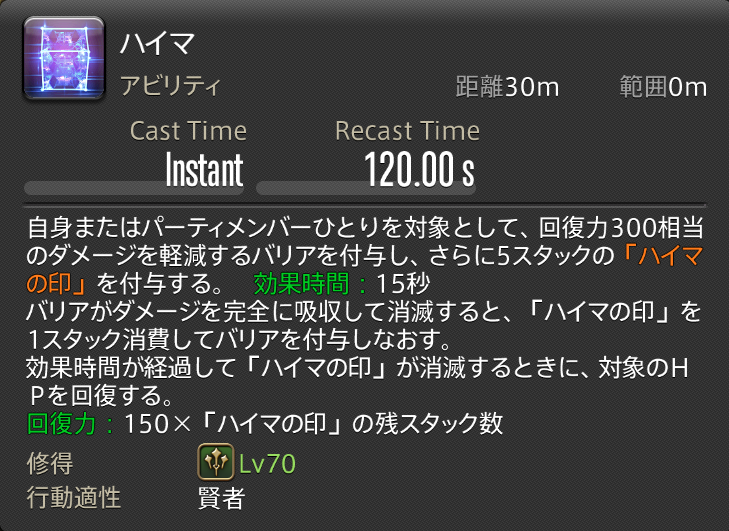 ハイマ
アビリティ 距離30m 範囲0m
Cast Time Recast Time
Instant 120.00 s
自身またはパーティメンバーひとりを対象として、回復力300相当
のダメージを軽減するバリアを付与し、さらに5スタックの「ハイマ
の印」を付与する。 効果時間：15秒
バリアがダメージを完全に吸収して消滅すると、「ハイマの印」を
1スタック消費してバリアを付与しなおす。
効果時間が経過して「ハイマの印」が消滅するときに、対象のＨ
Ｐを回復する。
回復力：150×「ハイマの印」の残スタック数
修得 Lv70
行動適性 賢者